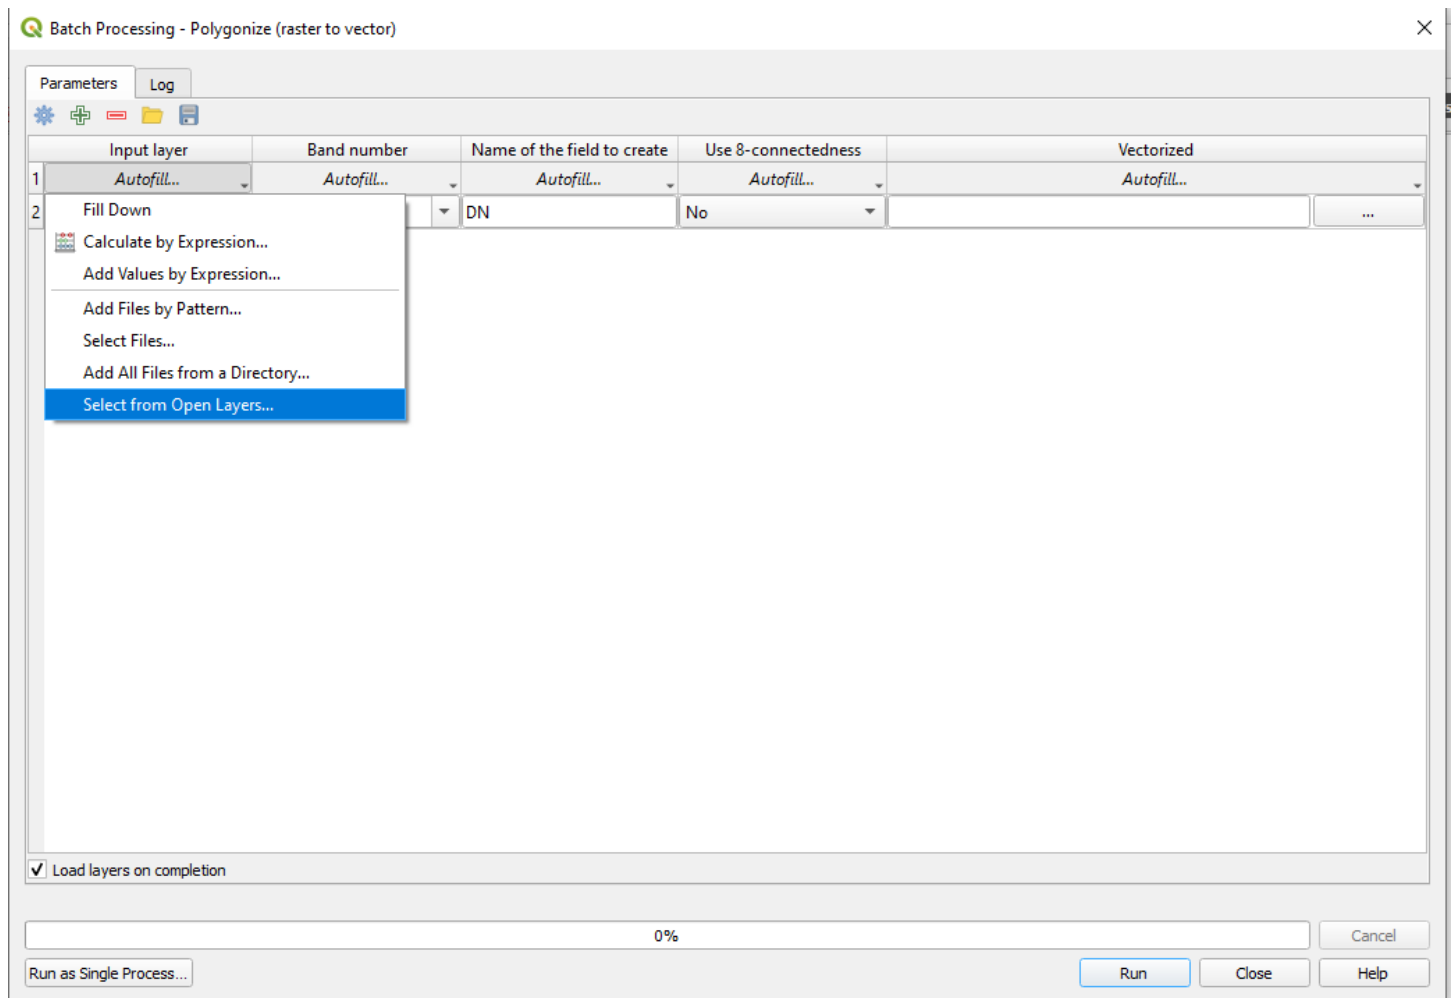 Batch Processing - Polygonize (raster to vector)
Parameters Log
Input layer Band number Name of the field to create Use 8-connectedness Vectorized
1 Autofill... Autofill... Autofill... Autofill... Autofill...
2 DN No ...
Fill Down
Calculate by Expression...
Add Values by Expression...
Add Files by Pattern...
Select Files...
Add All Files from a Directory...
Select from Open Layers...
Load layers on completion
0% Cancel
Run as Single Process... Run Close Help